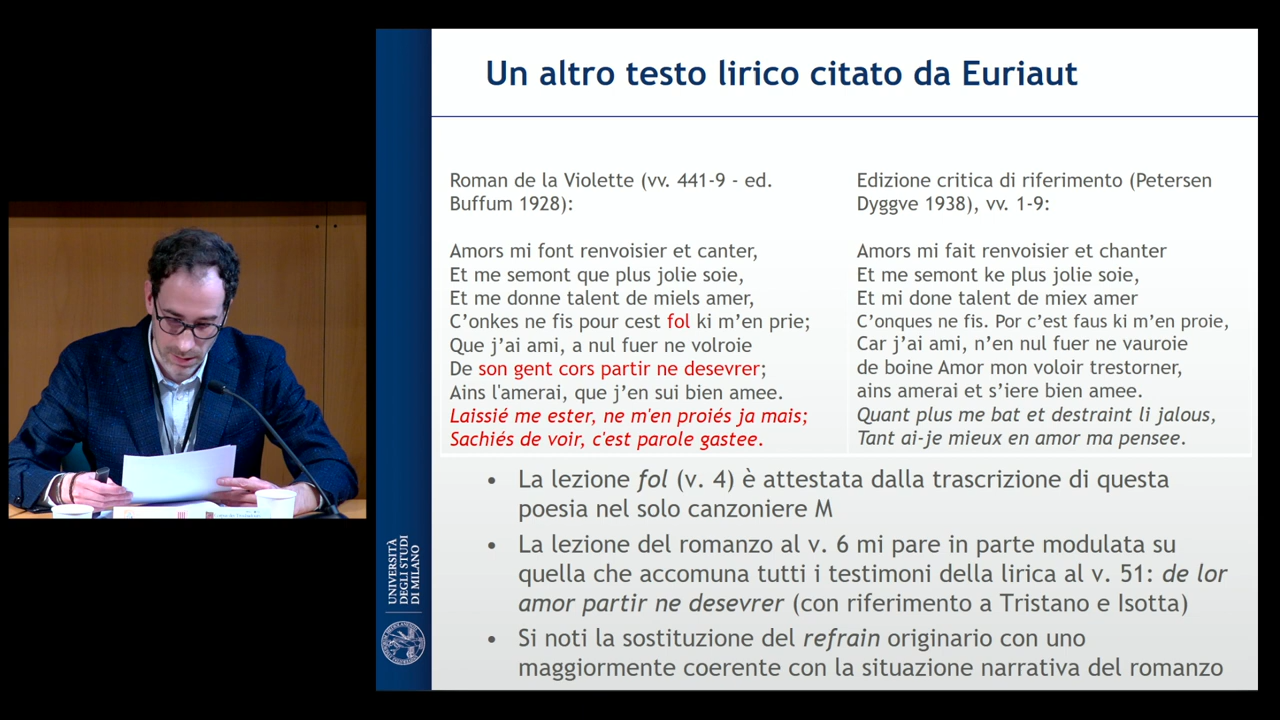 Un altro testo lirico citato da Euriaut
Roman de la Violette (vv. 441-9 - ed.
Buffum 1928):
Amors mi font renvoisier et canter,
Et me semont que plus jolie soie,
Et me donne talent de miels amer,
C'onkes ne fis pour cest fol ki m'en prie;
Que j'ai ami, a nul fuer ne volroie
De son gent cors partir ne desevrer;
Ains l'amerai, que j'en sui bien amee.
Laissié me ester, ne m'en proiés ja mais;
Sachiés de voir, c'est parole gastee.
Edizione critica di riferimento (Petersen
Dyggve 1938), vv. 1-9:
Amors mi fait renvoisier et chanter
Et me semont ke plus jolie soie,
Et mi done talent de miex amer
C'onques ne fis. Por c'est faus ki m'en proie,
Car j'ai ami, n'en nul fuer ne vauroie
de boine Amor mon voloir trestorner,
ains amerai et s'iere bien amee.
Quant plus me bat et destraint li jalous,
Tant ai-je mieux en amor ma pensee.
• La lezione fol (v. 4) è attestata dalla trascrizione di questa
poesia nel solo canzoniere M
• La lezione del romanzo al v. 6 mi pare in parte modulata su
quella che accomuna tutti i testimoni della lirica al v. 51: de lor
amor partir ne desevrer (con riferimento a Tristano e Isotta)
• Si noti la sostituzione del refrain originario con uno
maggiormente coerente con la situazione narrativa del romanzo
UNIVERSITÀ
DEGLI STUDI
DI MILANO